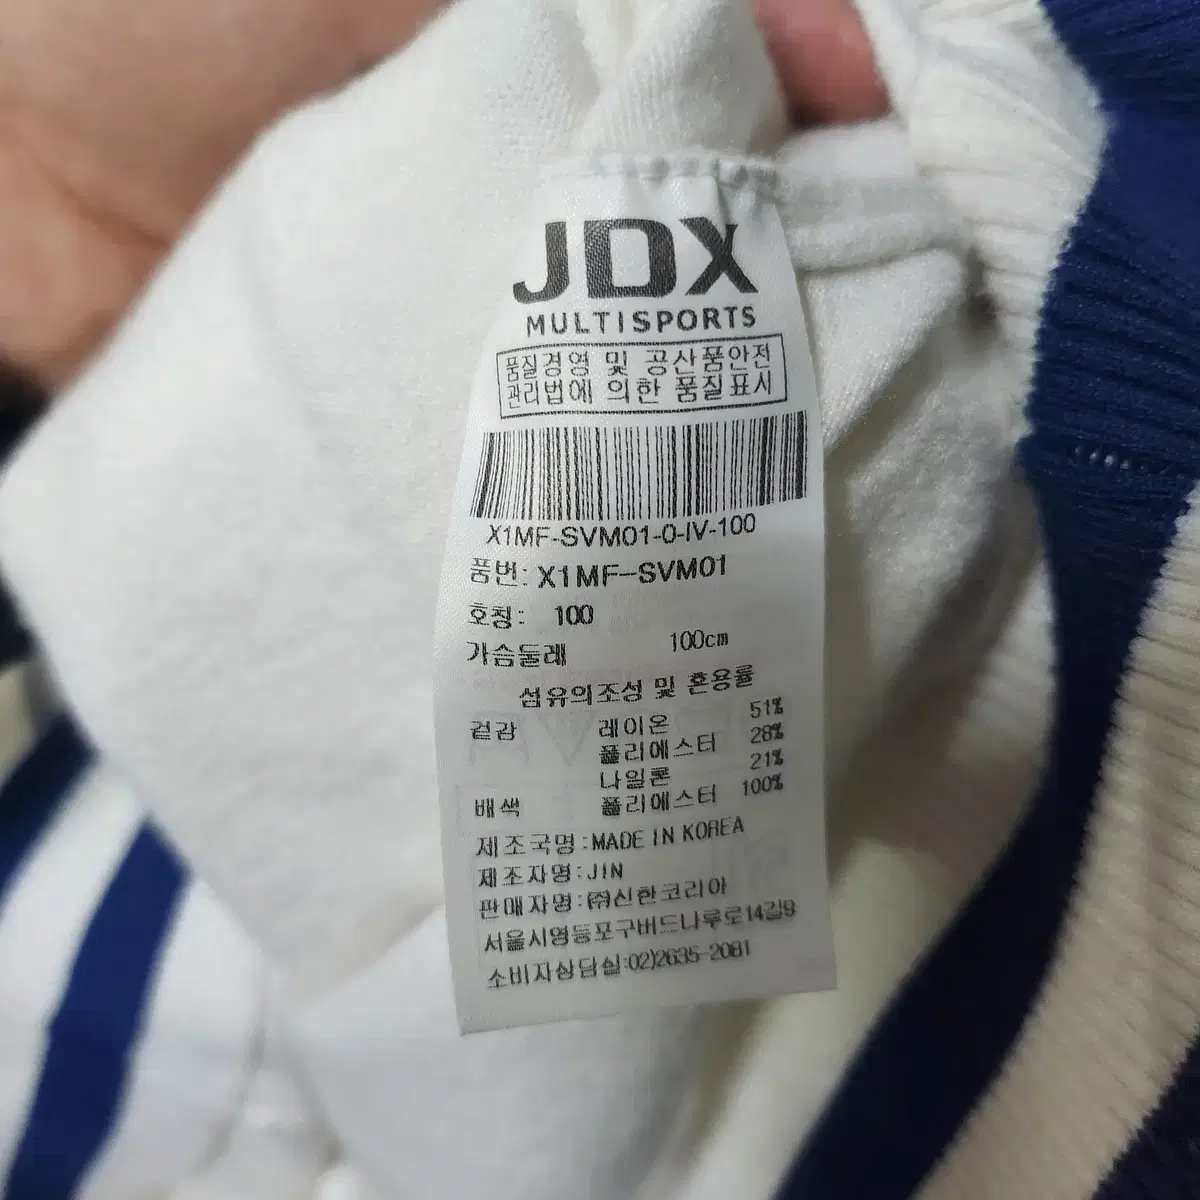 JDX
MULTISPORTS
품질경영 및 공산품안전
관리법에 의한 품질표시
X1MF-SVM01-0-IV-100
품번: X1MF-SVM01
호칭: 100
가슴둘레 100cm
섬유의조성 및 혼용률
겉감 레이온 51%
폴리에스터 28%
나일론 21%
배색 폴리에스터 100%
제조국명:MADE IN KOREA
제조자명:JIN
판매자명:㈜신한코리아
서울시영등포구버드나루로14길9
소비자상담실:02)2635-2081